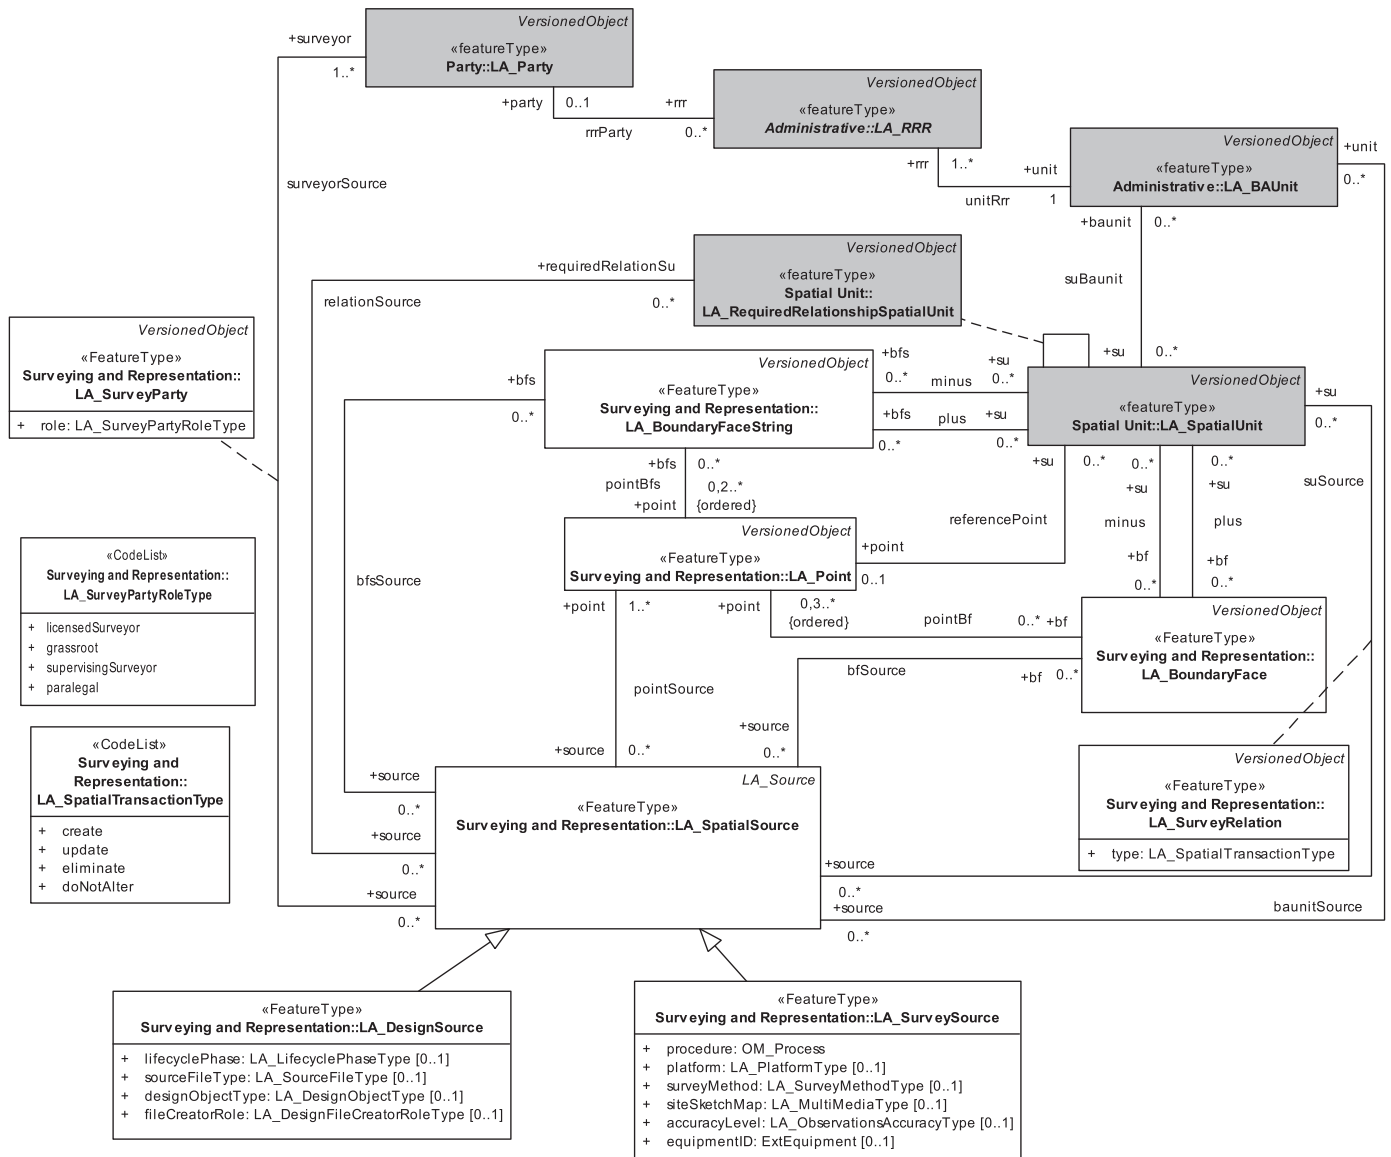 VersionedObject
«featureType»
Party::LA_Party
+surveyor
1..*
+party
0..1
+rrr
rrrParty
0..*
VersionedObject
«featureType»
Administrative::LA_RRR
+rrr
1..*
+unit
unitRrr
1
VersionedObject
«featureType»
Administrative::LA_BAUnit
+unit
0..*
+baunit
0..*
suBaunit
+su
0..*
surveyorSource
VersionedObject
«featureType»
Spatial Unit::
LA_RequiredRelationshipSpatialUnit
+requiredRelationSu
0..*
relationSource
VersionedObject
«FeatureType»
Surveying and Representation::
LA_SurveyParty
+ role: LA_SurveyPartyRoleType
VersionedObject
«FeatureType»
Surveying and Representation::
LA_BoundaryFaceString
+bfs
0..*
+bfs
0..*
minus
+su
0..*
+bfs
0..*
plus
+su
0..*
VersionedObject
«featureType»
Spatial Unit::LA_SpatialUnit
+su
0..*
suSource
+bfs
0..*
pointBfs
0,2..*
+point
{ordered}
+su
0..*
referencePoint
0..*
+su
minus
+bf
0..*
0..*
+su
plus
+bf
0..*
VersionedObject
«FeatureType»
Surveying and Representation::LA_Point
+point
0..1
+point
1..*
+point
0,3..*
{ordered}
pointBf
0..*
+bf
VersionedObject
«FeatureType»
Surveying and Representation::
LA_BoundaryFace
bfSource
+bf
0..*
bfsSource
pointSource
+source
0..*
+source
0..*
«CodeList»
Surveying and Representation::
LA_SurveyPartyRoleType
+ licensedSurveyor
+ grassroot
+ supervisingSurveyor
+ paralegal
«CodeList»
Surveying and
Representation::
LA_SpatialTransactionType
+ create
+ update
+ eliminate
+ doNotAlter
+source
0..*
+source
0..*
+source
0..*
LA_Source
«FeatureType»
Surveying and Representation::LA_SpatialSource
+source
0..*
+source
0..*
baunitSource
VersionedObject
«FeatureType»
Surveying and Representation::
LA_SurveyRelation
+ type: LA_SpatialTransactionType
«FeatureType»
Surveying and Representation::LA_DesignSource
+ lifecyclePhase: LA_LifecyclePhaseType [0..1]
+ sourceFileType: LA_SourceFileType [0..1]
+ designObjectType: LA_DesignObjectType [0..1]
+ fileCreatorRole: LA_DesignFileCreatorRoleType [0..1]
«FeatureType»
Surveying and Representation::LA_SurveySource
+ procedure: OM_Process
+ platform: LA_PlatformType [0..1]
+ surveyMethod: LA_SurveyMethodType [0..1]
+ siteSketchMap: LA_MultiMediaType [0..1]
+ accuracyLevel: LA_ObservationsAccuracyType [0..1]
+ equipmentID: ExtEquipment [0..1]